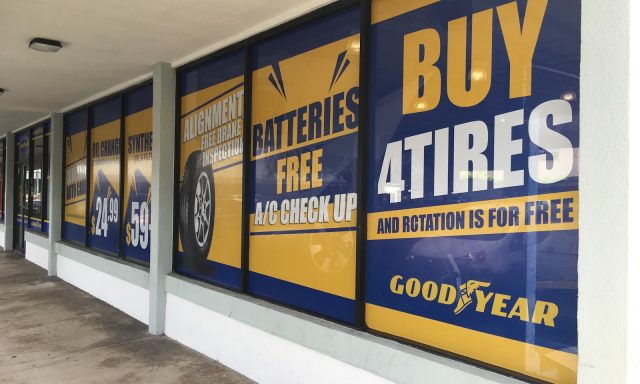 OIL CHANGE
$24.99
SYNTHE
$59
ALIGNMENT
FREE BRAKE
INSPECTION
BATTERIES
FREE
A/C CHECK UP
BUY
4TIRES
AND ROTATION IS FOR FREE
GOODYEAR